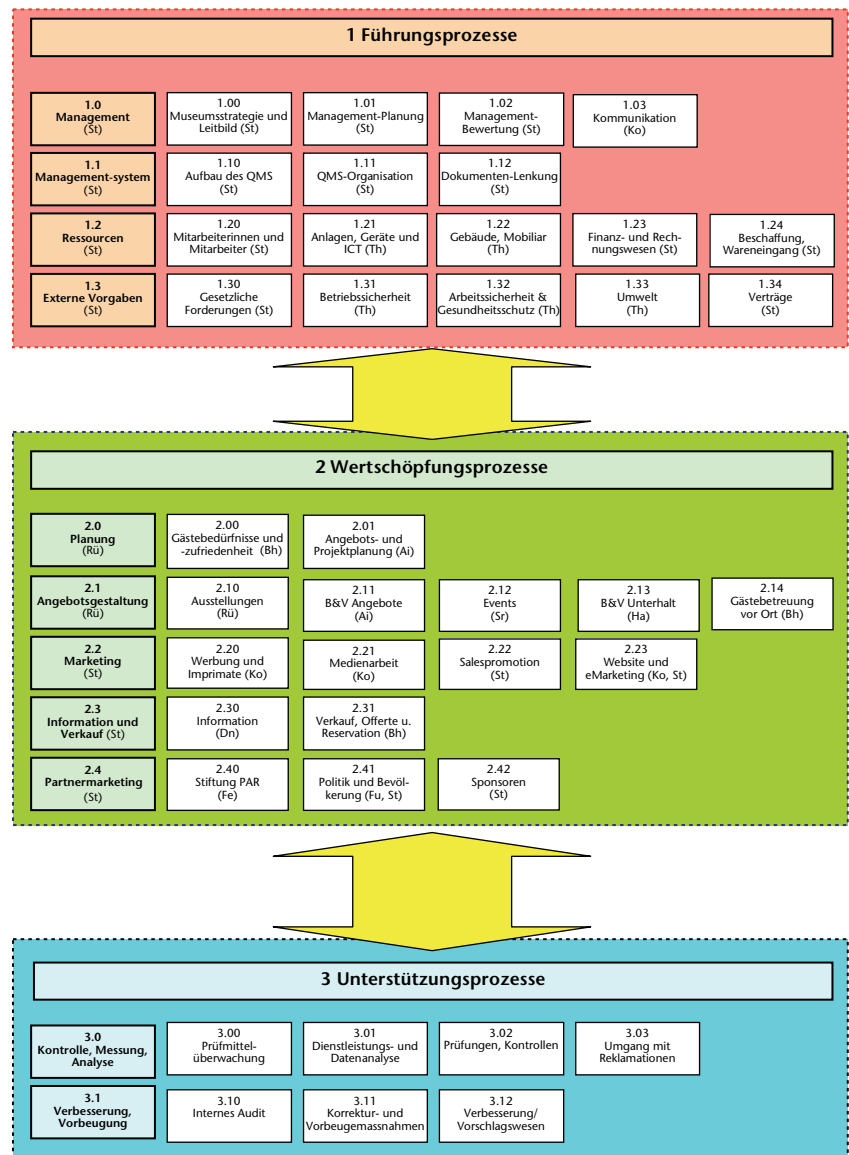 1 Führungsprozesse
1.0
Management
(St)
1.00
Museumsstrategie und
Leitbild (St)
1.01
Management-Planung
(St)
1.02
Management-
Bewertung (St)
1.03
Kommunikation
(Ko)
1.1
Management-system
(St)
1.10
Aufbau des QMS
(St)
1.11
QMS-Organisation
(St)
1.12
Dokumenten-Lenkung
(St)
1.2
Ressourcen
(St)
1.20
Mitarbeiterinnen und
Mitarbeiter (St)
1.21
Anlagen, Geräte und
ICT (Th)
1.22
Gebäude, Mobiliar
(Th)
1.23
Finanz- und Rech-
nungswesen (St)
1.24
Beschaffung,
Wareneingang (St)
1.3
Externe Vorgaben
(St)
1.30
Gesetzliche
Forderungen (St)
1.31
Betriebssicherheit
(Th)
1.32
Arbeitssicherheit &
Gesundheitsschutz (Th)
1.33
Umwelt
(Th)
1.34
Verträge
(St)
2 Wertschöpfungsprozesse
2.0
Planung
(Rü)
2.00
Gästebedürfnisse und
-zufriedenheit (Bh)
2.01
Angebots- und
Projektplanung (Ai)
2.1
Angebotsgestaltung
(Rü)
2.10
Ausstellungen
(Rü)
2.11
B&V Angebote
(Ai)
2.12
Events
(Sr)
2.13
B&V Unterhalt
(Ha)
2.14
Gästebetreuung
vor Ort (Bh)
2.2
Marketing
(St)
2.20
Werbung und
Imprimate (Ko)
2.21
Medienarbeit
(Ko)
2.22
Salespromotion
(St)
2.23
Website und
eMarketing (Ko, St)
2.3
Information und
Verkauf (St)
2.30
Information
(Dn)
2.31
Verkauf, Offerte u.
Reservation (Bh)
2.4
Partnermarketing
(St)
2.40
Stiftung PAR
(Fe)
2.41
Politik und Bevöl-
kerung (Fu, St)
2.42
Sponsoren
(St)
3 Unterstützungsprozesse
3.0
Kontrolle, Messung,
Analyse
3.00
Prüfmittel-
überwachung
3.01
Dienstleistungs- und
Datenanalyse
3.02
Prüfungen, Kontrollen
3.03
Umgang mit
Reklamationen
3.1
Verbesserung,
Vorbeugung
3.10
Internes Audit
3.11
Korrektur- und
Vorbeugemassnahmen
3.12
Verbesserung/
Vorschlagswesen